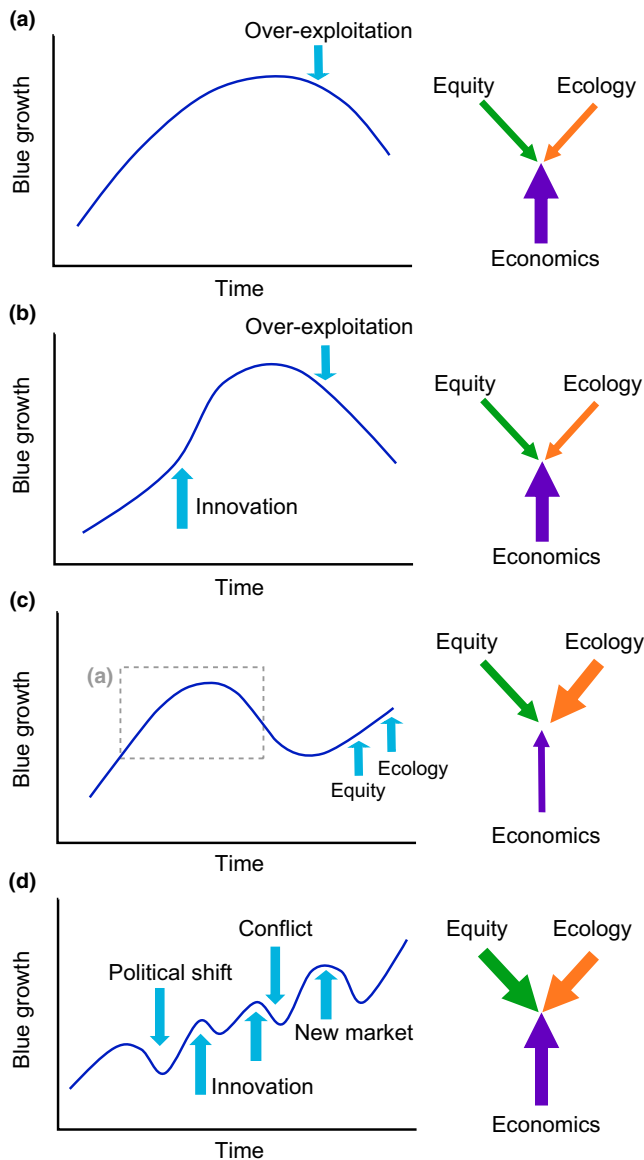 (a)
Over-exploitation
Equity
Ecology
Blue growth
Economics
Time
(b)
Over-exploitation
Equity
Ecology
Blue growth
Innovation
Economics
Time
(c)
(a)
Equity
Ecology
Blue growth
Ecology
Equity
Economics
Time
(d)
Conflict
Equity
Ecology
Political shift
Blue growth
New market
Innovation
Economics
Time